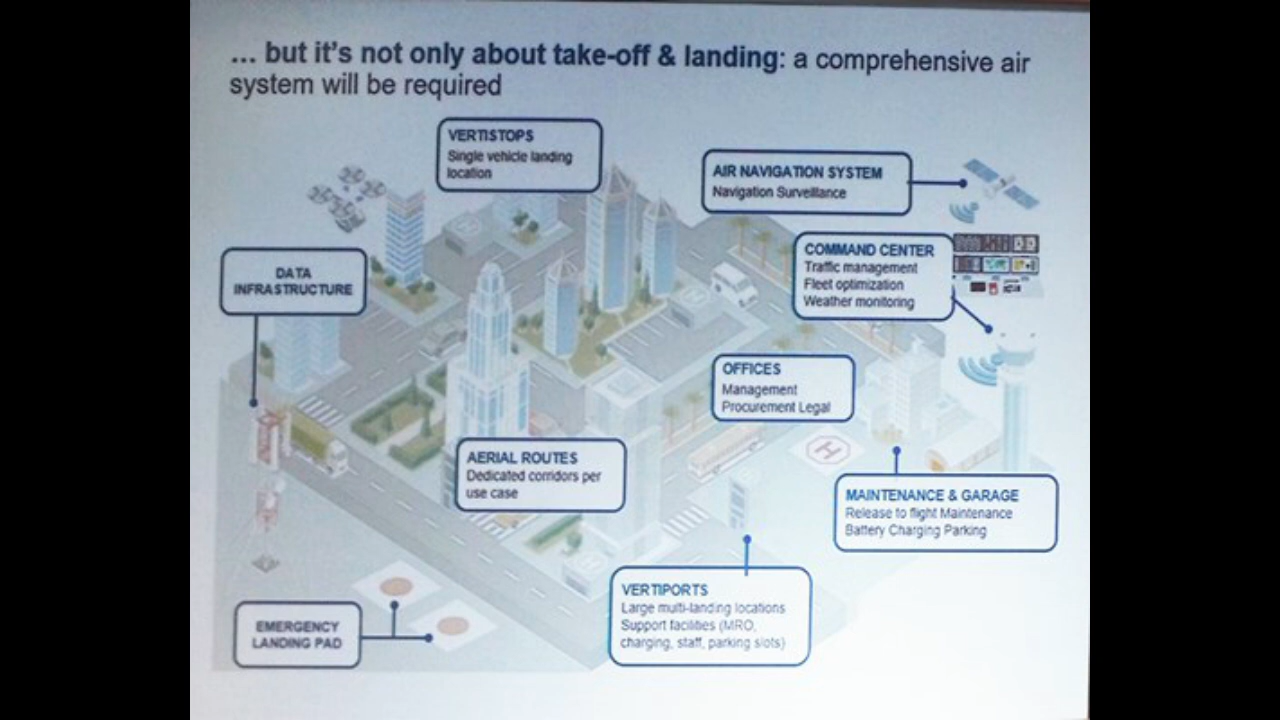 ... but it's not only about take-off & landing: a comprehensive air
system will be required
VERTISTOPS
Single vehicle landing
location
AIR NAVIGATION SYSTEM
Navigation Surveillance
COMMAND CENTER
Traffic management
Fleet optimization
Weather monitoring
DATA
INFRASTRUCTURE
OFFICES
Management
Procurement Legal
H
AERIAL ROUTES
Dedicated corridors per
use case
MAINTENANCE & GARAGE
Release to flight Maintenance
Battery Charging Parking
VERTIPORTS
Large multi-landing locations
Support facilities (MRO,
charging, staff, parking slots)
EMERGENCY
LANDING PAD